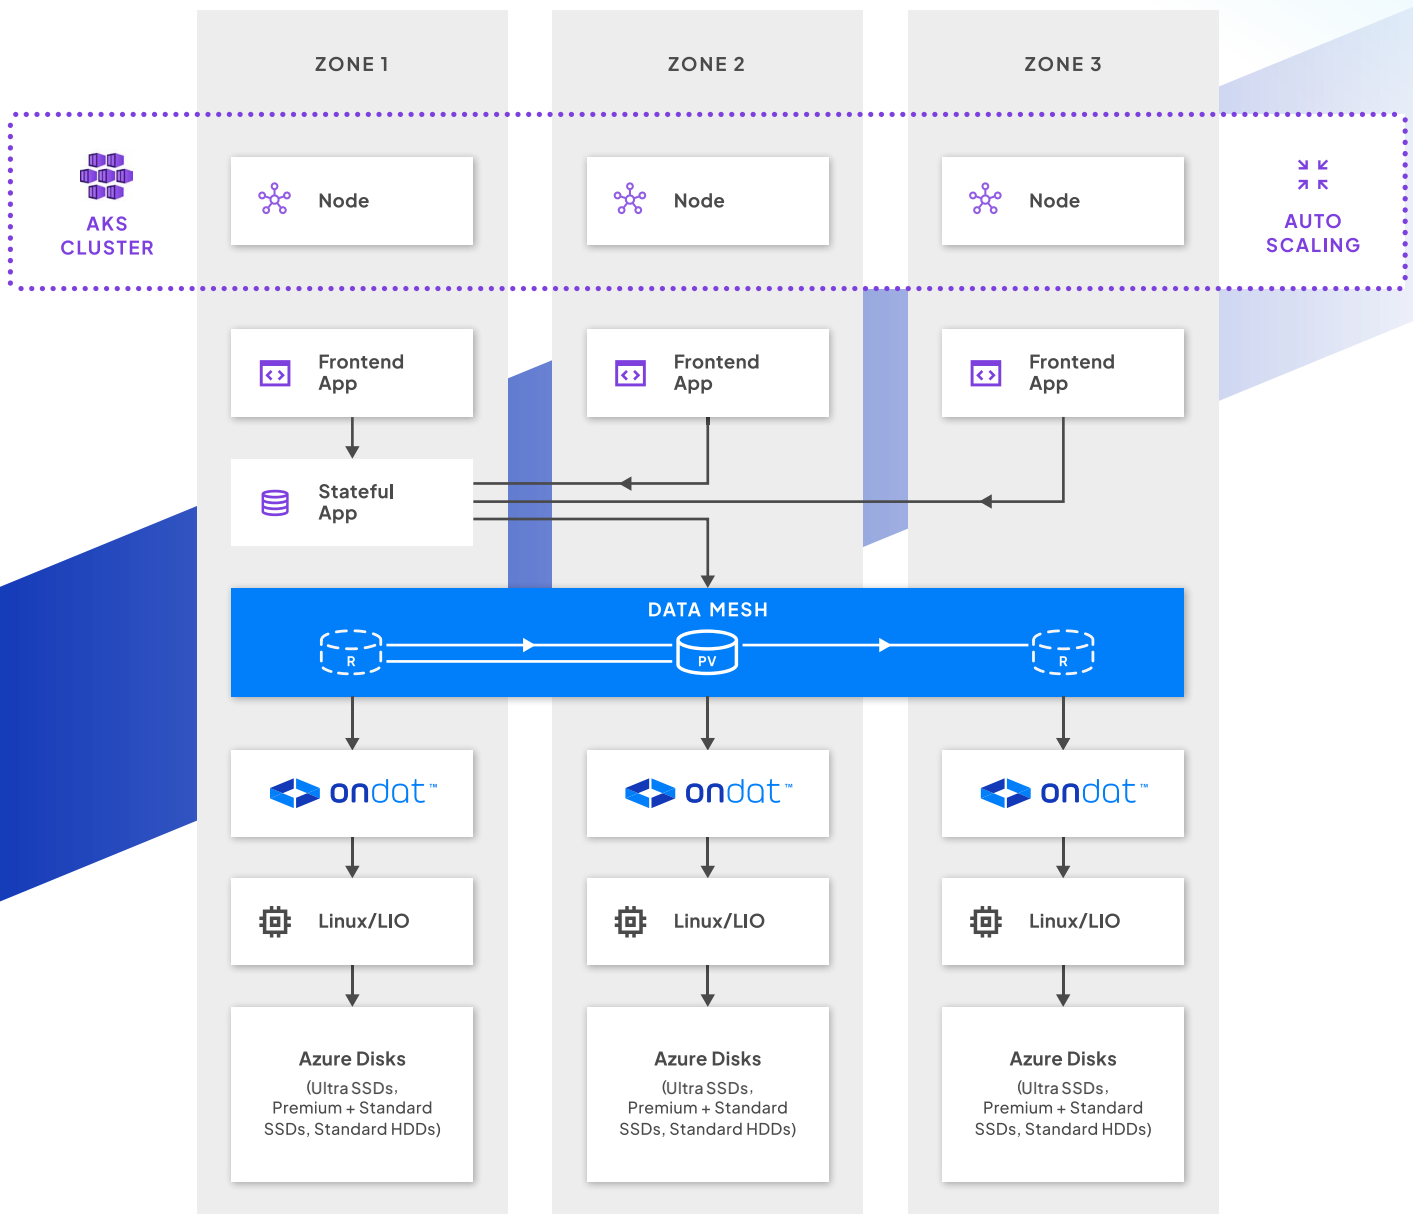 ZONE 1
ZONE 2
ZONE 3
AKS
CLUSTER
Node
Node
Node
AUTO
SCALING
Frontend
App
Frontend
App
Frontend
App
Stateful
App
DATA MESH
R
PV
R
ondat™
ondat™
ondat™
Linux/LIO
Linux/LIO
Linux/LIO
Azure Disks
(Ultra SSDs,
Premium + Standard
SSDs, Standard HDDs)
Azure Disks
(Ultra SSDs,
Premium + Standard
SSDs, Standard HDDs)
Azure Disks
(Ultra SSDs,
Premium + Standard
SSDs, Standard HDDs)